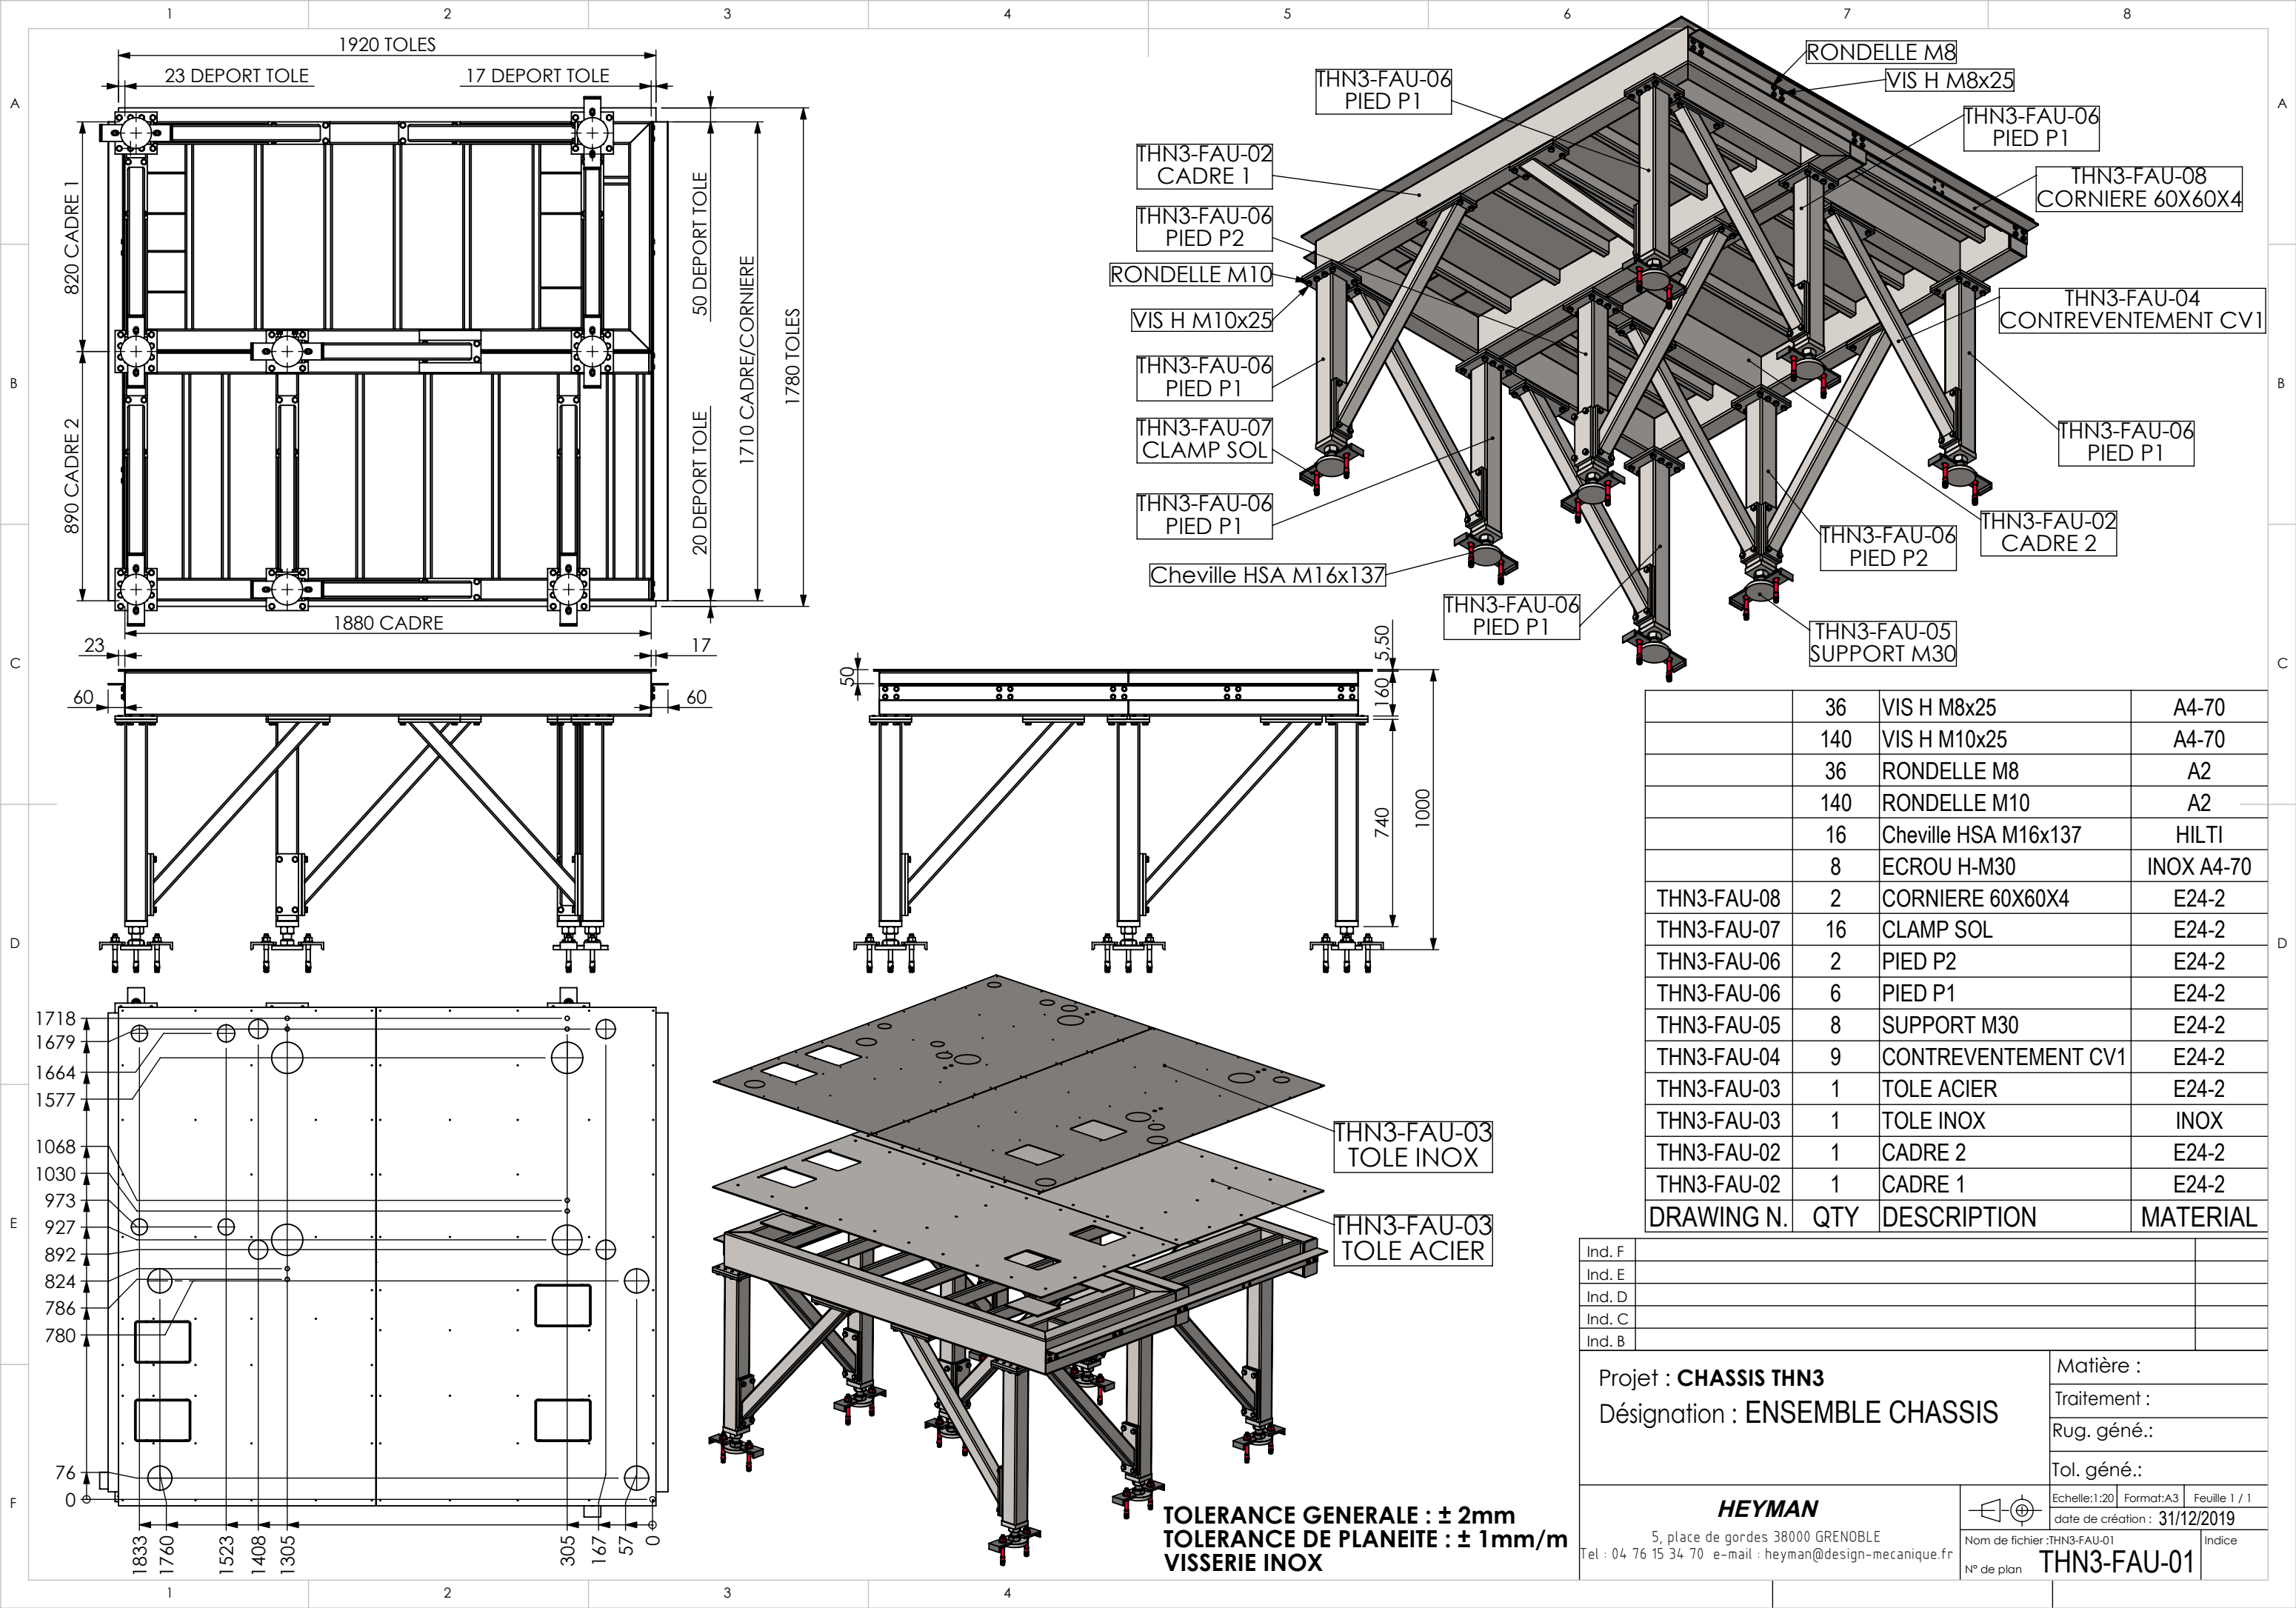 1 2 3 4 5 6 7 8
A A
B B
C C
D D
E E
F
1 2 3 4
1920 TOLES
23 DEPORT TOLE
17 DEPORT TOLE
820 CADRE 1
890 CADRE 2
50 DEPORT TOLE
20 DEPORT TOLE
1710 CADRE/CORNIERE
1780 TOLES
1880 CADRE
23
17
60
60
50
5,50
160
740
1000
THN3-FAU-06
PIED P1
THN3-FAU-02
CADRE 1
THN3-FAU-06
PIED P2
RONDELLE M10
VIS H M10x25
THN3-FAU-06
PIED P1
THN3-FAU-07
CLAMP SOL
THN3-FAU-06
PIED P1
Cheville HSA M16x137
THN3-FAU-06
PIED P1
RONDELLE M8
VIS H M8x25
THN3-FAU-06
PIED P1
THN3-FAU-08
CORNIERE 60X60X4
THN3-FAU-04
CONTREVENTEMENT CV1
THN3-FAU-06
PIED P1
THN3-FAU-02
CADRE 2
THN3-FAU-06
PIED P2
THN3-FAU-05
SUPPORT M30
36 VIS H M8x25 A4-70
140 VIS H M10x25 A4-70
36 RONDELLE M8 A2
140 RONDELLE M10 A2
16 Cheville HSA M16x137 HILTI
8 ECROU H-M30 INOX A4-70
THN3-FAU-08 2 CORNIERE 60X60X4 E24-2
THN3-FAU-07 16 CLAMP SOL E24-2
THN3-FAU-06 2 PIED P2 E24-2
THN3-FAU-06 6 PIED P1 E24-2
THN3-FAU-05 8 SUPPORT M30 E24-2
THN3-FAU-04 9 CONTREVENTEMENT CV1 E24-2
THN3-FAU-03 1 TOLE ACIER E24-2
THN3-FAU-03 1 TOLE INOX INOX
THN3-FAU-02 1 CADRE 2 E24-2
THN3-FAU-02 1 CADRE 1 E24-2
DRAWING N. QTY DESCRIPTION MATERIAL
1718
1679
1664
1577
1068
1030
973
927
892
824
786
780
76
0
1833 1760 1523 1408 1305 305 167 57 0
THN3-FAU-03
TOLE INOX
THN3-FAU-03
TOLE ACIER
TOLERANCE GENERALE : ± 2mm
TOLERANCE DE PLANEITE : ± 1mm/m
VISSERIE INOX
Ind. F
Ind. E
Ind. D
Ind. C
Ind. B
Projet : CHASSIS THN3
Désignation : ENSEMBLE CHASSIS
Matière :
Traitement :
Rug. géné.:
Tol. géné.:
HEYMAN
5, place de gordes 38000 GRENOBLE
Tel : 04 76 15 34 70 e-mail : heyman@design-mecanique.fr
Echelle:1:20 Format:A3 Feuille 1 / 1
date de création : 31/12/2019
Nom de fichier :THN3-FAU-01 Indice
N° de plan THN3-FAU-01